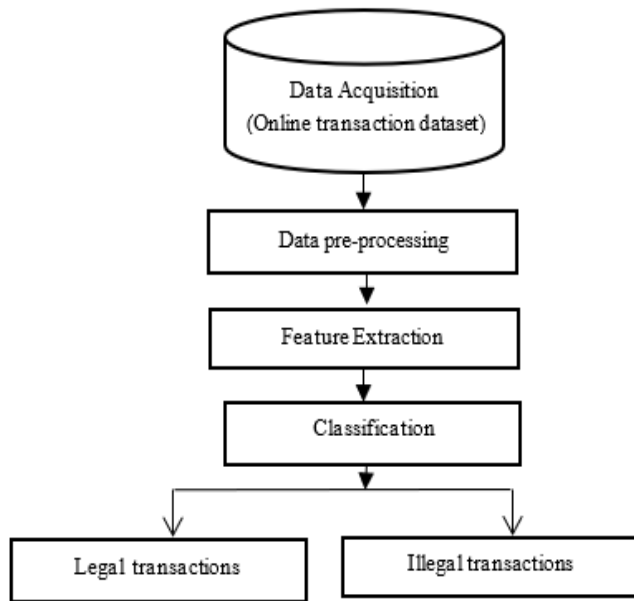 Data Acquisition
(Online transaction dataset)
Data pre-processing
Feature Extraction
Classification
Legal transactions
Illegal transactions